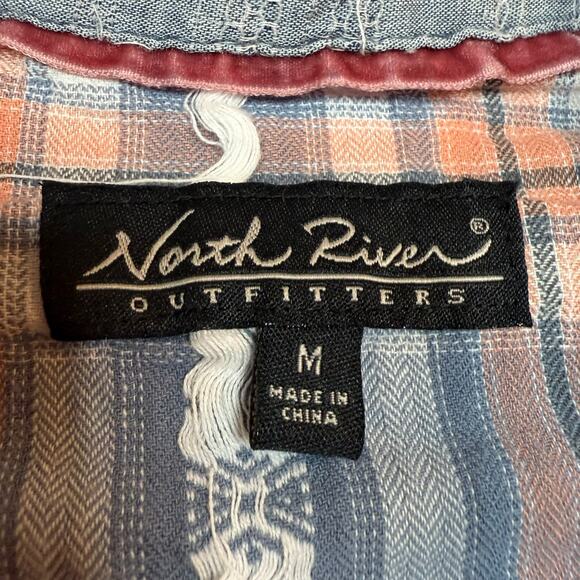 North River®
OUTFITTERS
M
MADE IN
CHINA